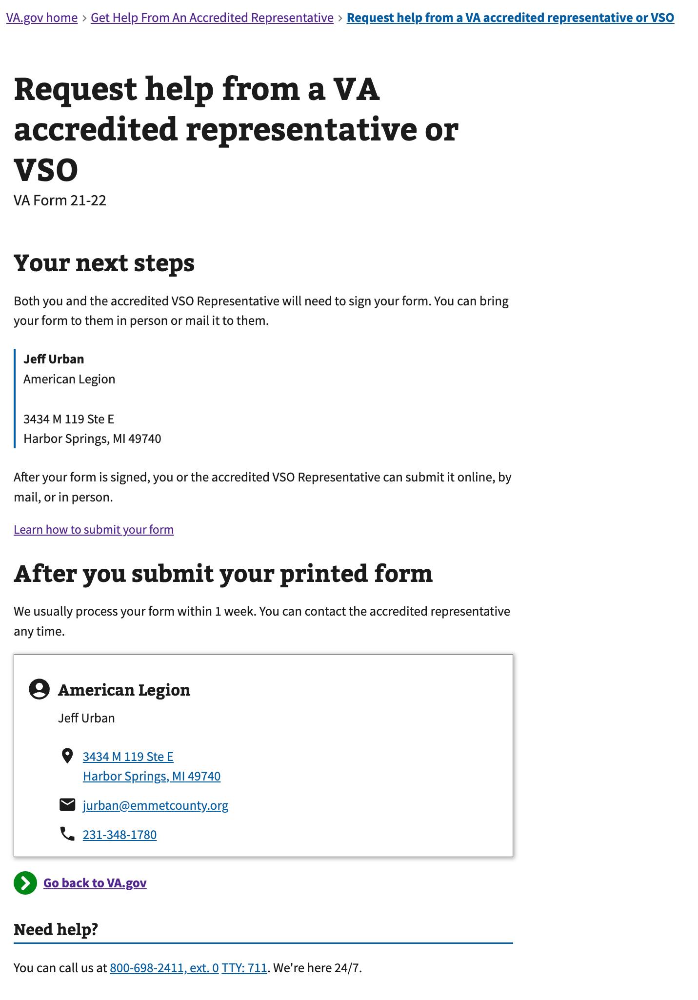 VA.gov home › Get Help From An Accredited Representative › Request help from a VA accredited representative or VSO
Request help from a VA
accredited representative or
VSO
VA Form 21-22
Your next steps
Both you and the accredited VSO Representative will need to sign your form. You can bring
your form to them in person or mail it to them.
Jeff Urban
American Legion
3434 M 119 Ste E
Harbor Springs, MI 49740
After your form is signed, you or the accredited VSO Representative can submit it online, by
mail, or in person.
Learn how to submit your form
After you submit your printed form
We usually process your form within 1 week. You can contact the accredited representative
any time.
American Legion
Jeff Urban
3434 M 119 Ste E
Harbor Springs, MI 49740
jurban@emmetcounty.org
231-348-1780
Go back to VA.gov
Need help?
You can call us at 800-698-2411, ext. 0 TTY: 711. We're here 24/7.